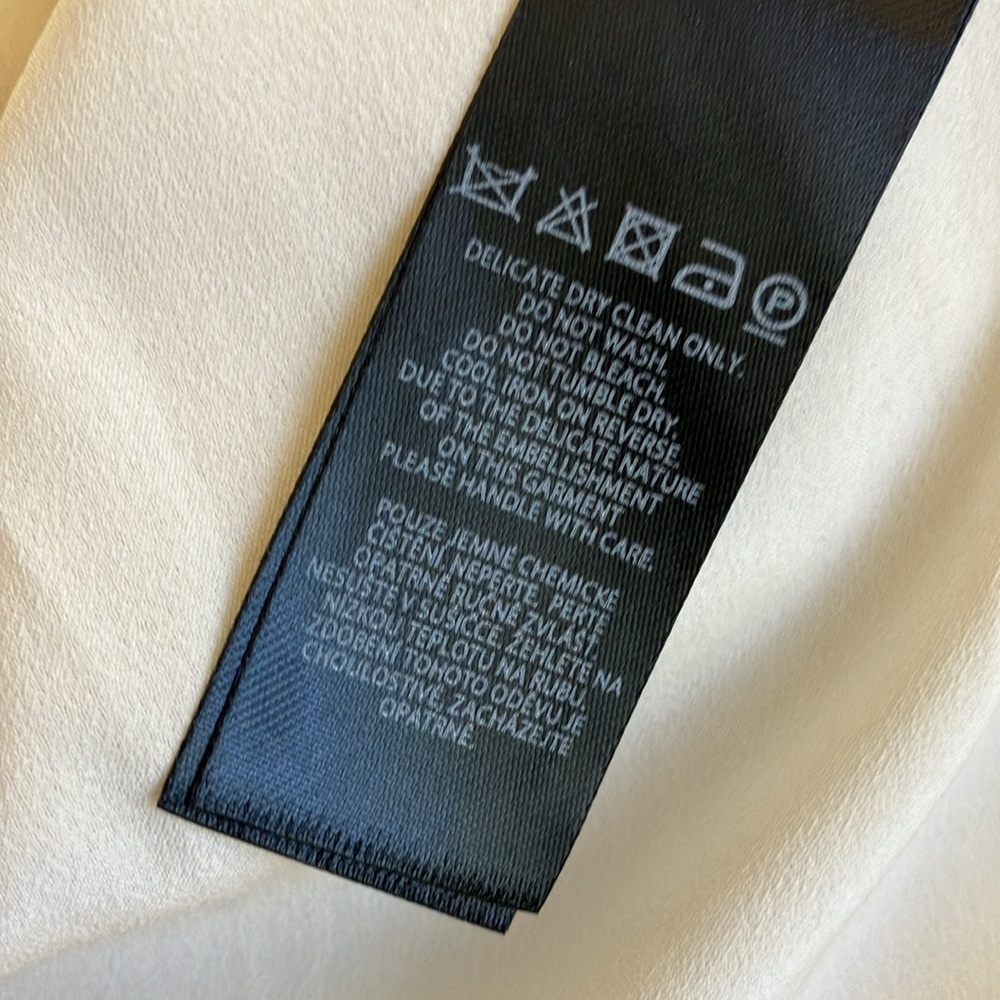 P
DELICATE DRY CLEAN ONLY.
DO NOT WASH,
DO NOT BLEACH,
DO NOT TUMBLE DRY,
COOL IRON ON REVERSE,
DUE TO THE DELICATE NATURE
OF THE EMBELLISHMENT
ON THIS GARMENT,
PLEASE HANDLE WITH CARE.
POUZE JEMNÉ CHEMICKÉ
ČIŠTĚNÍ, NEPERTE, PERTE
OPATRNĚ RUČNĚ ZVLÁŠŤ,
NESUŠTE V SUŠIČCE, ŽEHLETE NA
NÍZKOU TEPLOTU NA RUBU,
ZDOBENÍ TOHOTO ODĚVU JE
CHOULOSTIVÉ, ZACHÁZEJTE
OPATRNĚ.